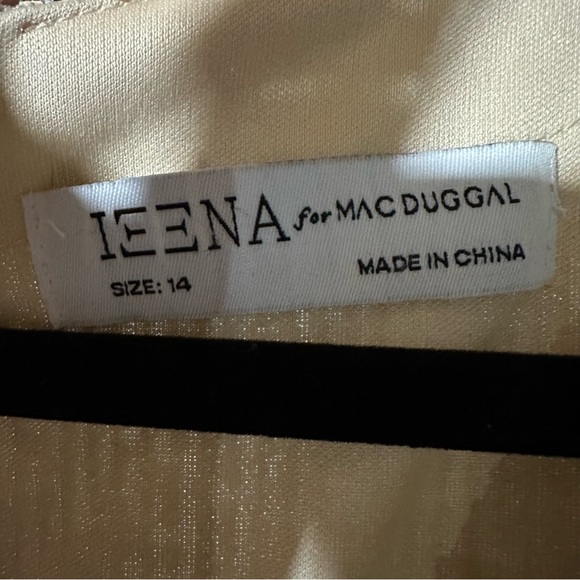 IEENA for MAC DUGGAL
SIZE: 14 MADE IN CHINA